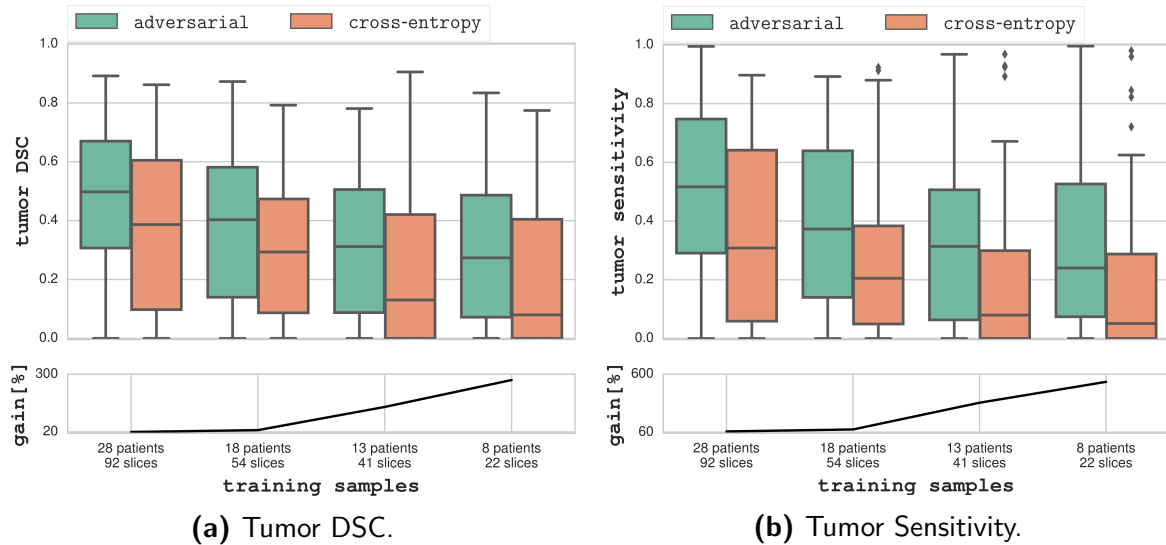 adversarial cross-entropy
1.0
0.8
0.6
0.4
0.2
0.0
tumor DSC
300
20
gain[%]
28 patients 18 patients 13 patients 8 patients
92 slices 54 slices 41 slices 22 slices
training samples
(a) Tumor DSC.
adversarial cross-entropy
1.0
0.8
0.6
0.4
0.2
0.0
tumor sensitivity
600
60
gain[%]
28 patients 18 patients 13 patients 8 patients
92 slices 54 slices 41 slices 22 slices
training samples
(b) Tumor Sensitivity.